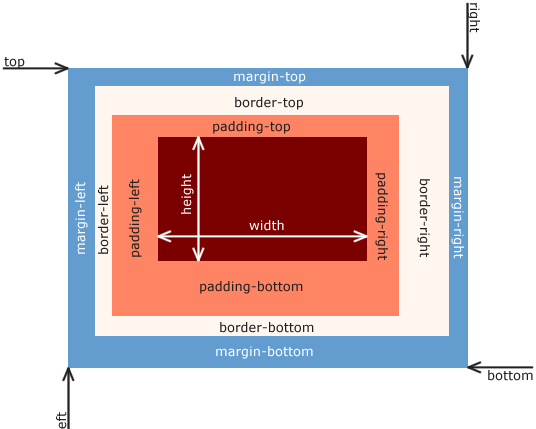 right
top
margin-top
border-top
padding-top
margin-left
border-left
padding-left
height
width
padding-right
border-right
margin-right
padding-bottom
border-bottom
margin-bottom
bottom
eft